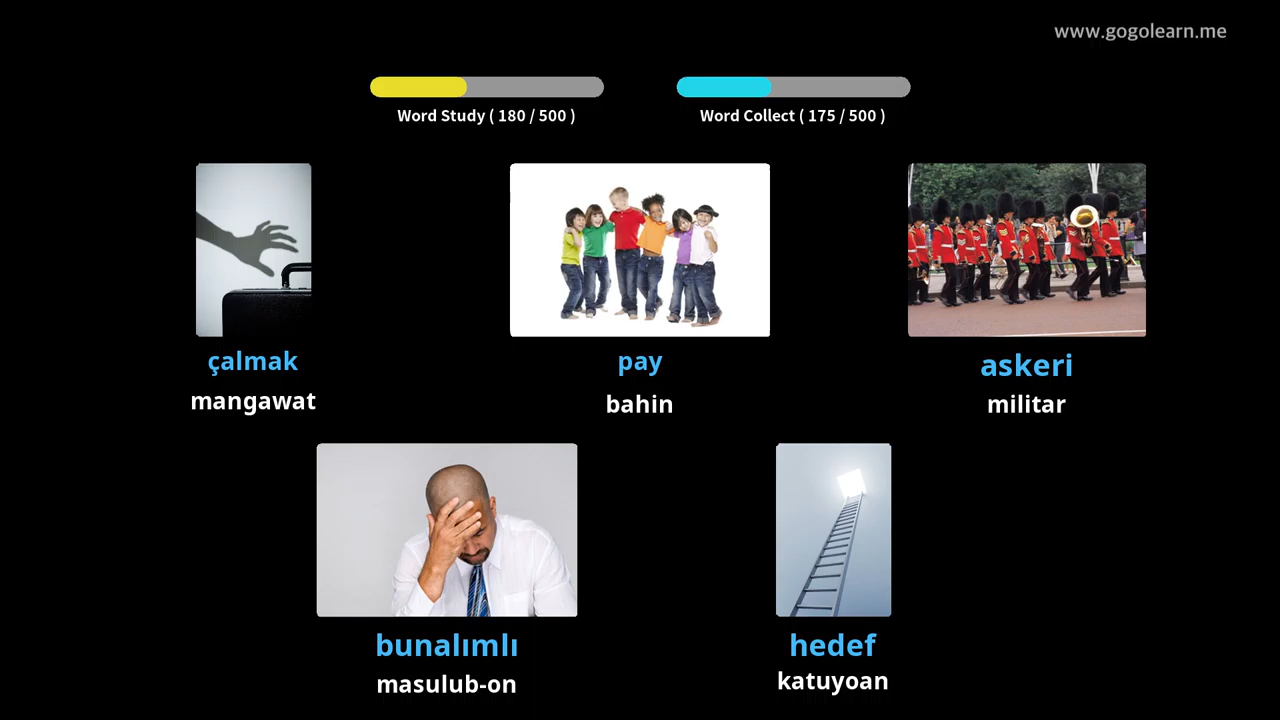 www.gogolearn.me
Word Study ( 180 / 500 )
Word Collect ( 175 / 500 )
çalmak
mangawat
pay
bahin
askeri
militar
bunalımlı
masulub-on
hedef
katuyoan